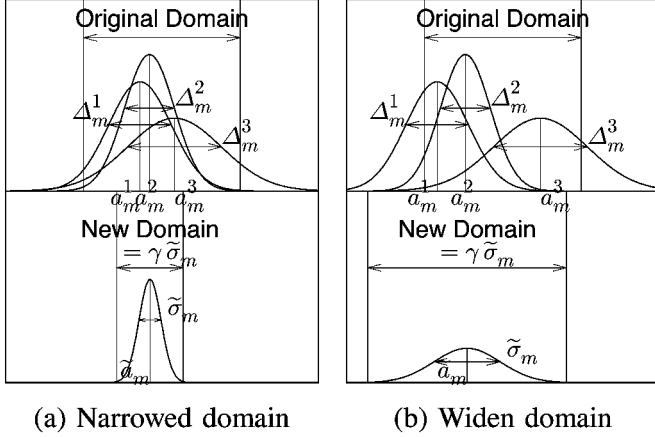 Original Domain
Δ_m^1 Δ_m^2 Δ_m^3
a_m^1 a_m^2 a_m^3
New Domain
= γ σ̃_m
σ̃_m
ã_m
(a) Narrowed domain
Original Domain
Δ_m^1 Δ_m^2 Δ_m^3
a_m^1 a_m^2 a_m^3
New Domain
= γ σ̃_m
σ̃_m
ã_m
(b) Widen domain